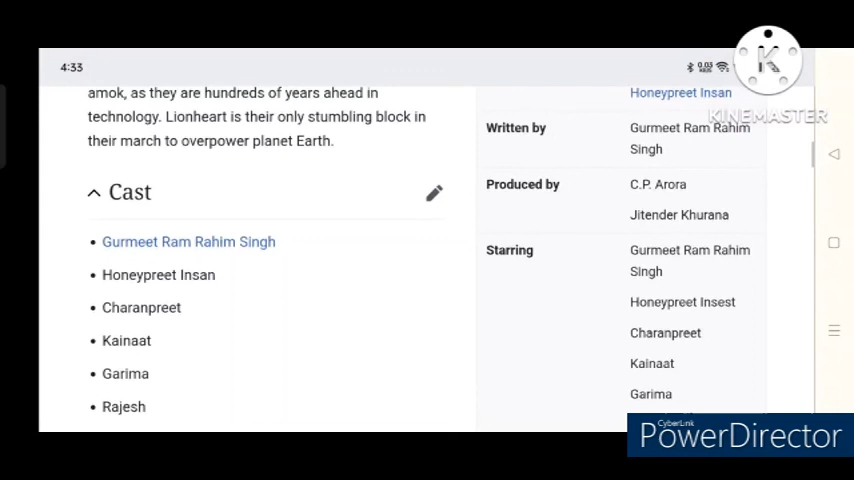 4:33
0.03
amok, as they are hundreds of years ahead in
technology. Lionheart is their only stumbling block in
their march to overpower planet Earth.
Cast
Gurmeet Ram Rahim Singh
Honeypreet Insan
Charanpreet
Kainaat
Garima
Rajesh
Honeypreet Insan
Written by
Gurmeet Ram Rahim
Singh
Produced by
C.P. Arora
Jitender Khurana
Starring
Gurmeet Ram Rahim
Singh
Honeypreet Insest
Charanpreet
Kainaat
Garima
K
KINEMASTER
CyberLink
PowerDirector